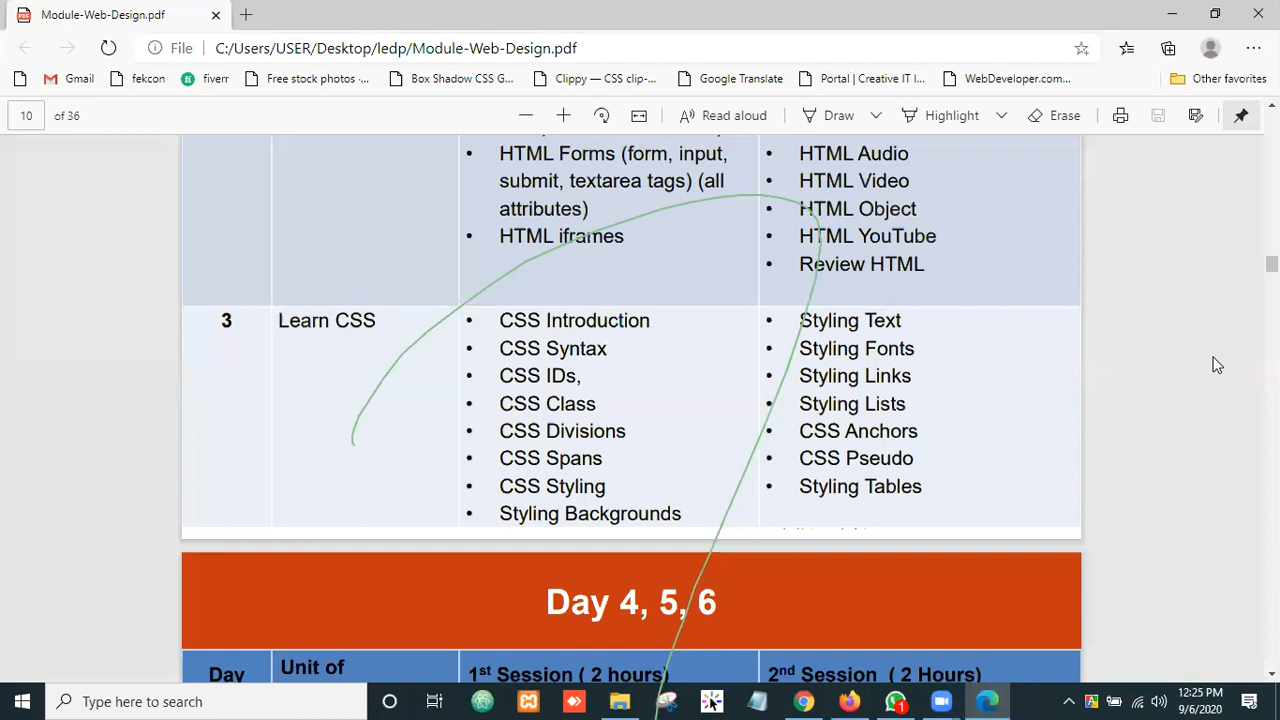 Module-Web-Design.pdf
File C:/Users/USER/Desktop/ledp/Module-Web-Design.pdf
Gmail fekcon fiverr Free stock photos ·... Box Shadow CSS G... Clippy — CSS clip-... Google Translate Portal | Creative IT I... WebDeveloper.com... Other favorites
10 of 36 Read aloud Draw Highlight Erase
• HTML Forms (form, input, • HTML Audio
submit, textarea tags) (all • HTML Video
attributes) • HTML Object
• HTML iframes • HTML YouTube
• Review HTML
3 Learn CSS • CSS Introduction • Styling Text
• CSS Syntax • Styling Fonts
• CSS IDs, • Styling Links
• CSS Class • Styling Lists
• CSS Divisions • CSS Anchors
• CSS Spans • CSS Pseudo
• CSS Styling • Styling Tables
• Styling Backgrounds
Day 4, 5, 6
Day Unit of 1st Session ( 2 hours) 2nd Session ( 2 Hours)
Type here to search 1 12:25 PM
9/6/2020